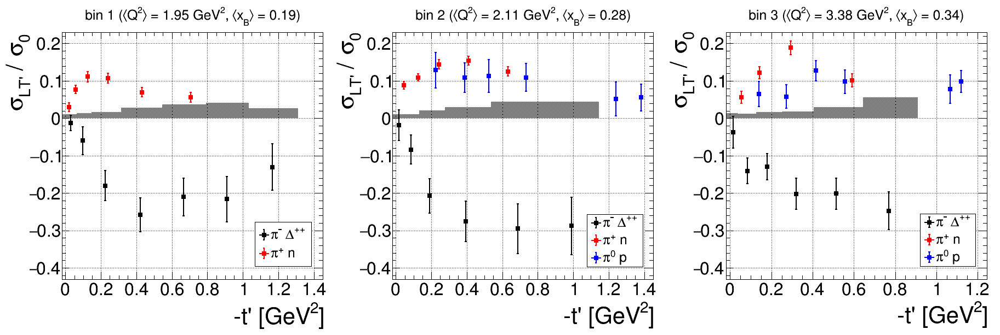 bin 1 (⟨Q²⟩ = 1.95 GeV², ⟨x_B⟩ = 0.19)
σ_LT' / σ_0
0.2
0.1
0
−0.1
−0.2
−0.3
−0.4
0 0.2 0.4 0.6 0.8 1 1.2 1.4
-t' [GeV²]
π⁻ Δ⁺⁺
π⁺ n
bin 2 (⟨Q²⟩ = 2.11 GeV², ⟨x_B⟩ = 0.28)
σ_LT' / σ_0
0.2
0.1
0
−0.1
−0.2
−0.3
−0.4
0 0.2 0.4 0.6 0.8 1 1.2 1.4
-t' [GeV²]
π⁻ Δ⁺⁺
π⁺ n
π⁰ p
bin 3 (⟨Q²⟩ = 3.38 GeV², ⟨x_B⟩ = 0.34)
σ_LT' / σ_0
0.2
0.1
0
−0.1
−0.2
−0.3
−0.4
0 0.2 0.4 0.6 0.8 1 1.2
-t' [GeV²]
π⁻ Δ⁺⁺
π⁺ n
π⁰ p